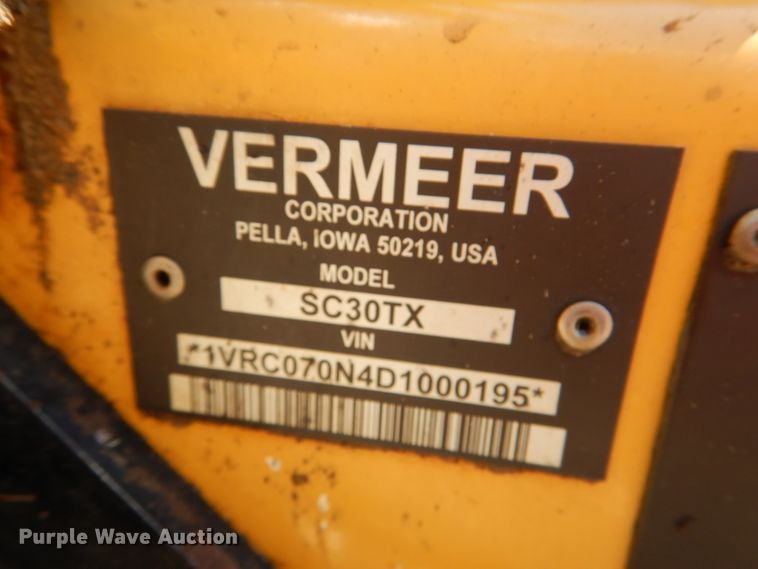 VERMEER
CORPORATION
PELLA, IOWA 50219, USA
MODEL
SC30TX
VIN
*1VRC070N4D1000195*
Purple Wave Auction